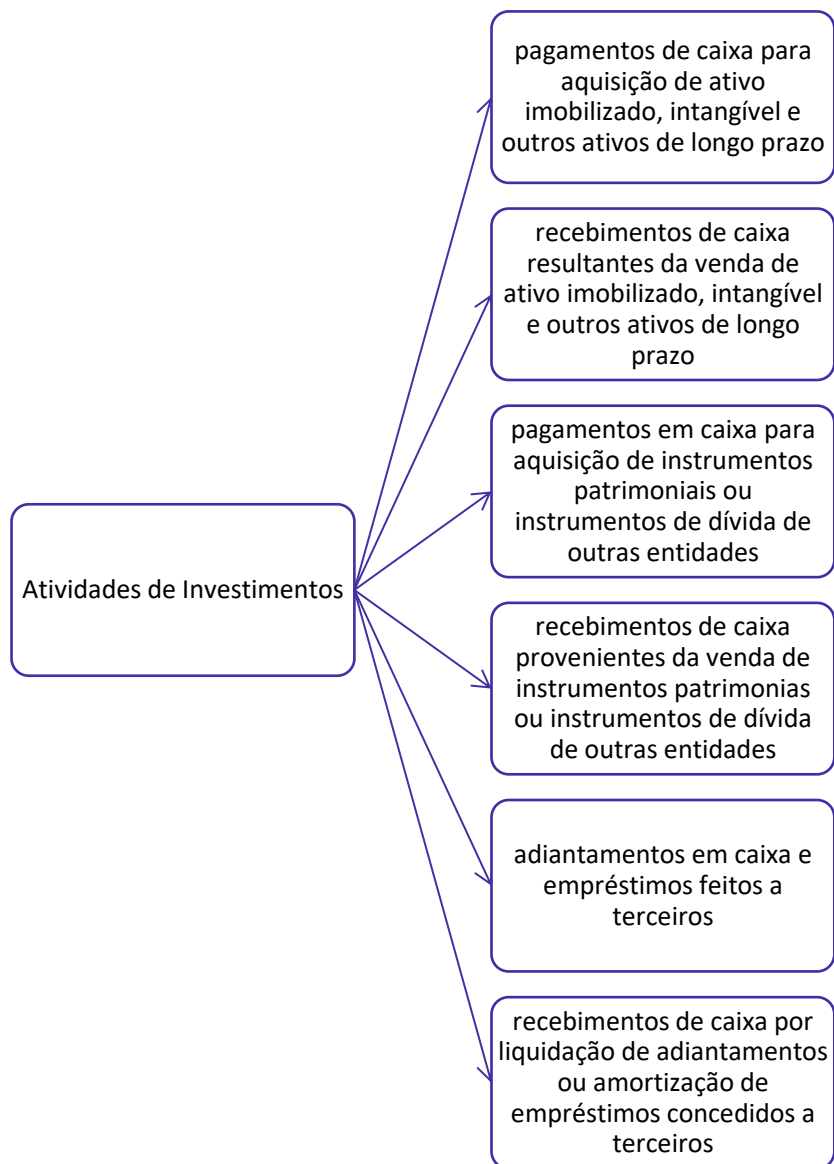 pagamentos de caixa para
aquisição de ativo
imobilizado, intangível e
outros ativos de longo prazo
recebimentos de caixa
resultantes da venda de
ativo imobilizado, intangível
e outros ativos de longo
prazo
pagamentos em caixa para
aquisição de instrumentos
patrimoniais ou
instrumentos de dívida de
outras entidades
Atividades de Investimentos
recebimentos de caixa
provenientes da venda de
instrumentos patrimonias
ou instrumentos de dívida
de outras entidades
adiantamentos em caixa e
empréstimos feitos a
terceiros
recebimentos de caixa por
liquidação de adiantamentos
ou amortização de
empréstimos concedidos a
terceiros